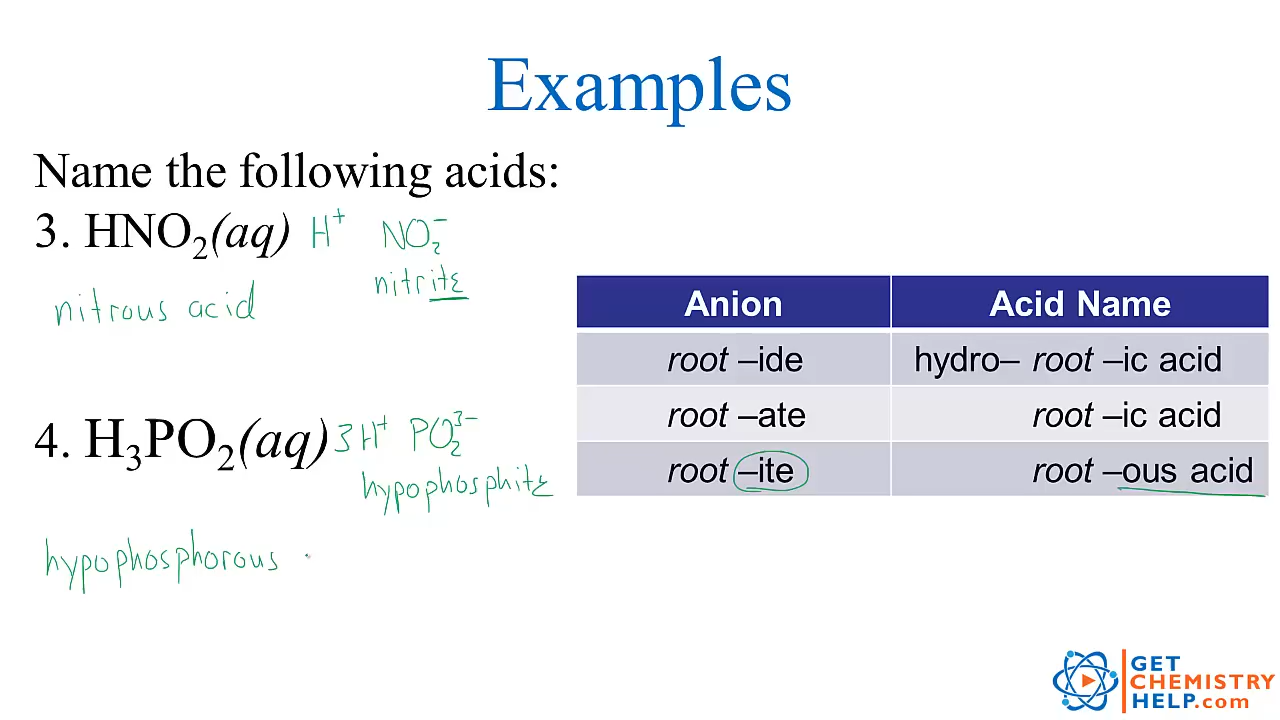 Examples
Name the following acids:
3. HNO₂(aq) H⁺ NO₂⁻
nitrite
nitrous acid
4. H₃PO₂(aq) 3H⁺ PO₂³⁻
hypophosphite
hypophosphorous
Anion Acid Name
root –ide hydro– root –ic acid
root –ate root –ic acid
root –ite root –ous acid
GET
CHEMISTRY
HELP.com